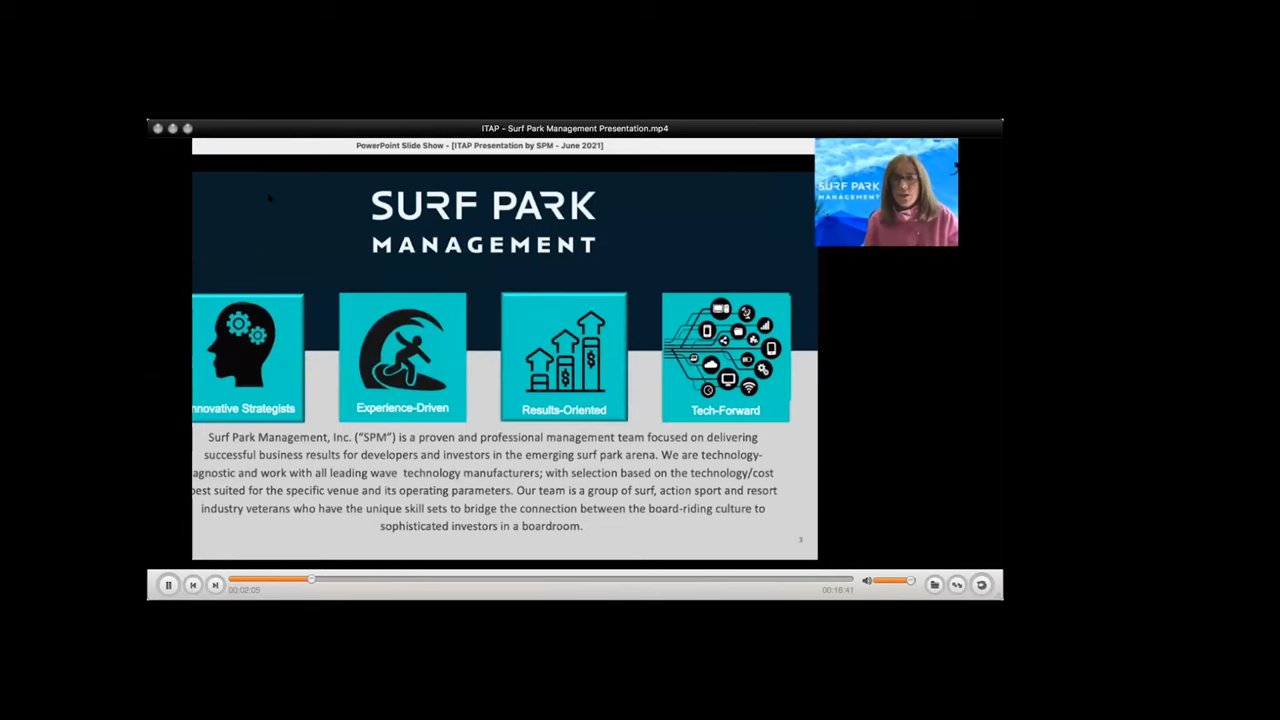 ITAP - Surf Park Management Presentation.mp4
PowerPoint Slide Show - [ITAP Presentation by SPM - June 2021]
SURF PARK
MANAGEMENT
SURF PARK
MANAGEMENT
nnovative Strategists
Experience-Driven
Results-Oriented
Tech-Forward
Surf Park Management, Inc. (“SPM”) is a proven and professional management team focused on delivering
successful business results for developers and investors in the emerging surf park arena. We are technology-
agnostic and work with all leading wave technology manufacturers; with selection based on the technology/cost
est suited for the specific venue and its operating parameters. Our team is a group of surf, action sport and resort
industry veterans who have the unique skill sets to bridge the connection between the board-riding culture to
sophisticated investors in a boardroom.
3
00:02:05
00:16:41